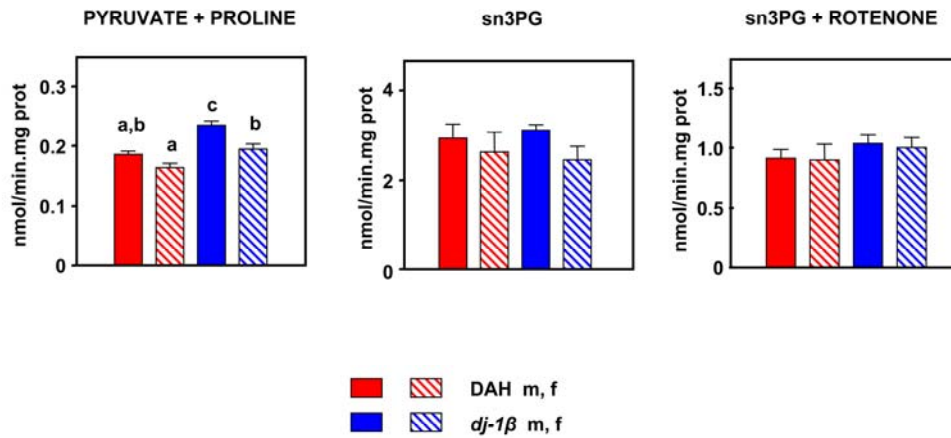 PYRUVATE + PROLINE
nmol/min.mg prot
0.3
0.2
0.1
0
a,b
a
c
b
sn3PG
nmol/min.mg prot
4
2
0
sn3PG + ROTENONE
nmol/min.mg prot
1.5
1.0
0.5
0
DAH m, f
dj-1β m, f